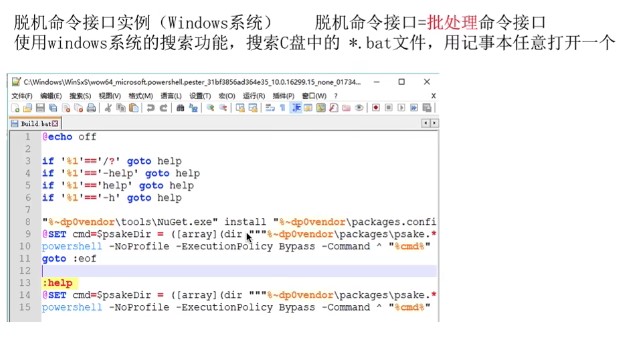 脱机命令接口实例（Windows系统） 脱机命令接口=批处理命令接口
使用windows系统的搜索功能，搜索C盘中的 *.bat文件，用记事本任意打开一个
C:\Windows\WinSxS\wow64_microsoft.powershell.pester_31bf3856ad364e35_10.0.16299.15_none_01734...
文件(F) 编辑(E) 搜索(S) 视图(V) 格式(M) 语言(L) 设置(T) 宏(O) 运行(R) 插件(P) 窗口(W) ? X
Build.bat
1 @echo off
2
3 if '%1'=='/?' goto help
4 if '%1'=='-help' goto help
5 if '%1'=='help' goto help
6 if '%1'=='-h' goto help
7
8 "%~dp0vendor\tools\NuGet.exe" install "%~dp0vendor\packages.confi
9 @SET cmd=$psakeDir = ([array](dir """%~dp0vendor\packages\psake.*
10 powershell -NoProfile -ExecutionPolicy Bypass -Command ^ "%cmd%"
11 goto :eof
12
13 :help
14 @SET cmd=$psakeDir = ([array](dir """%~dp0vendor\packages\psake.*
15 powershell -NoProfile -ExecutionPolicy Bypass -Command ^ "%cmd%"